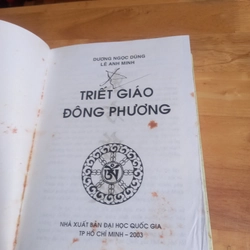 DƯƠNG NGỌC DŨNG
LÊ ANH MINH
TRIẾT GIÁO
ĐÔNG PHƯƠNG
NHÀ XUẤT BẢN ĐẠI HỌC QUỐC GIA
TP HỒ CHÍ MINH - 2003